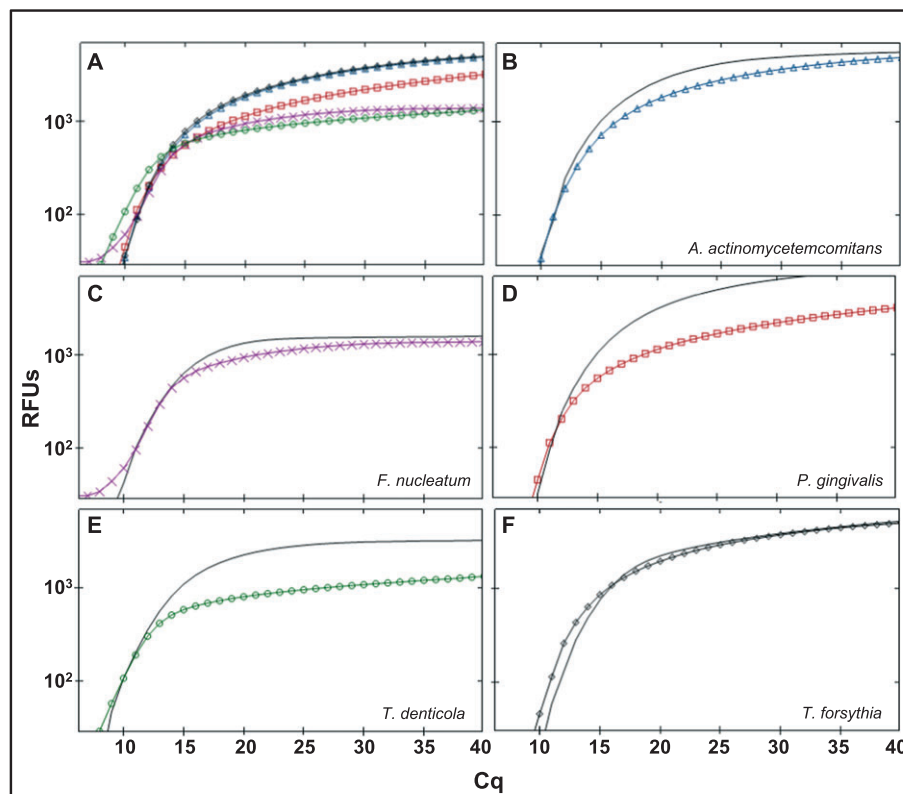 A
B
10³
10²
A. actinomycetemcomitans
C
D
10³
10²
F. nucleatum
P. gingivalis
RFUs
E
F
10³
10²
T. denticola
T. forsythia
10 15 20 25 30 35 40
10 15 20 25 30 35 40
Cq